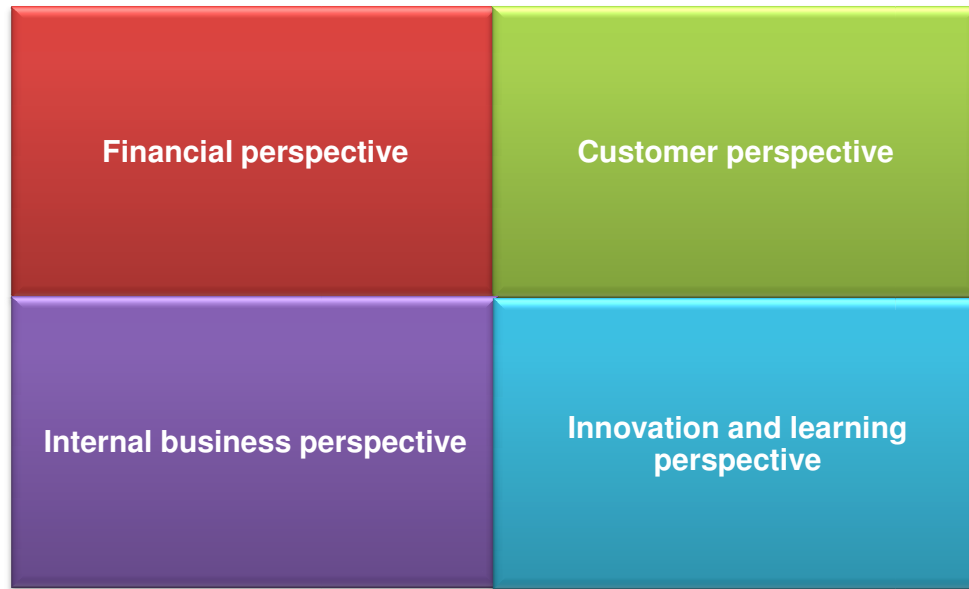 Financial perspective
Customer perspective
Internal business perspective
Innovation and learning
perspective